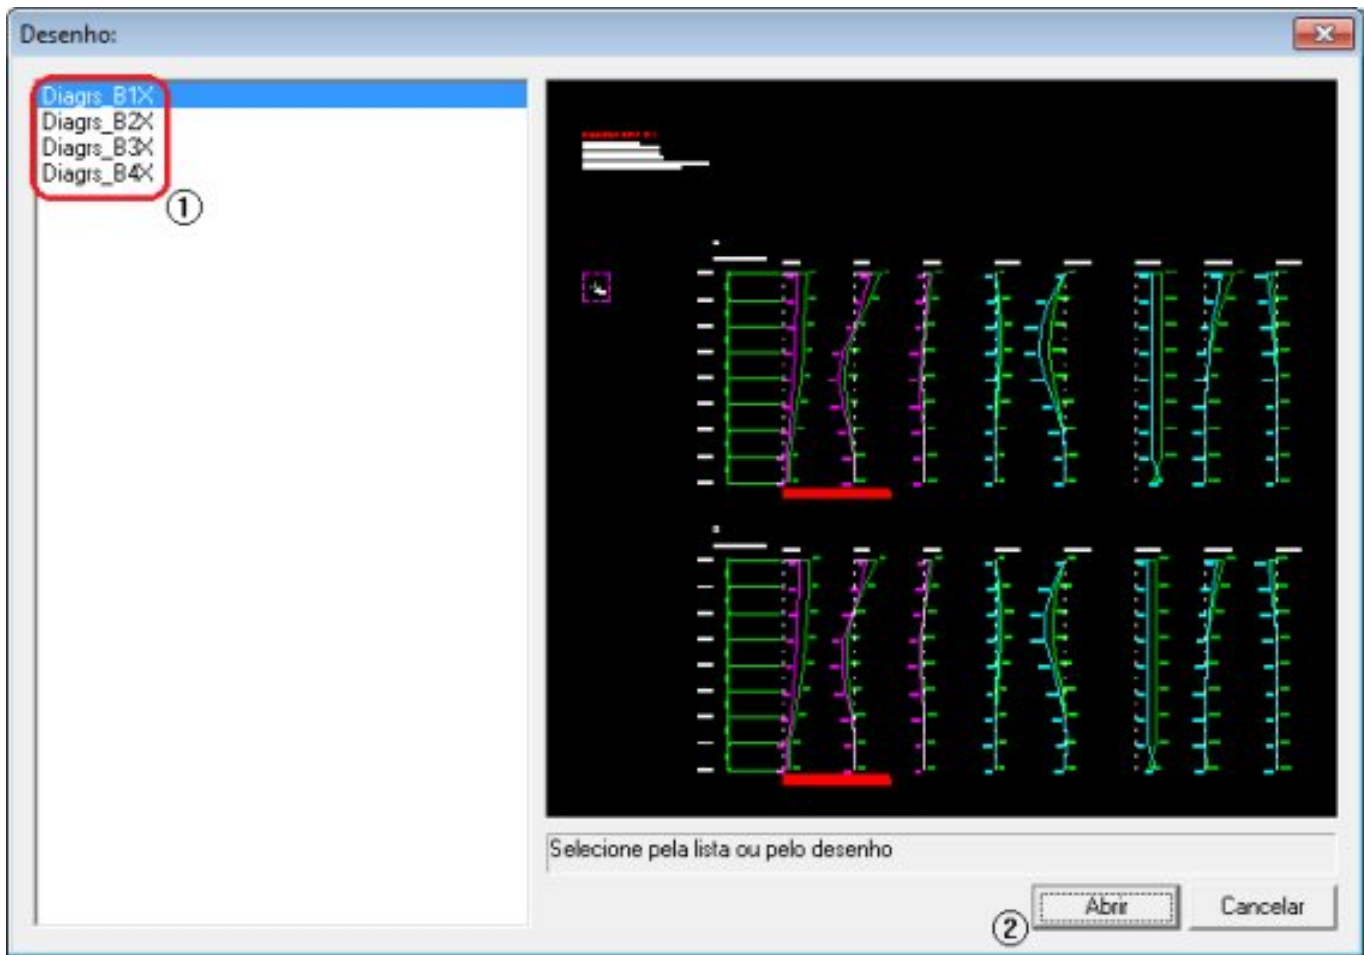 Desenho:
Diagrs_B1X
Diagrs_B2X
Diagrs_B3X
Diagrs_B4X
①
Selecione pela lista ou pelo desenho
②
Abrir
Cancelar